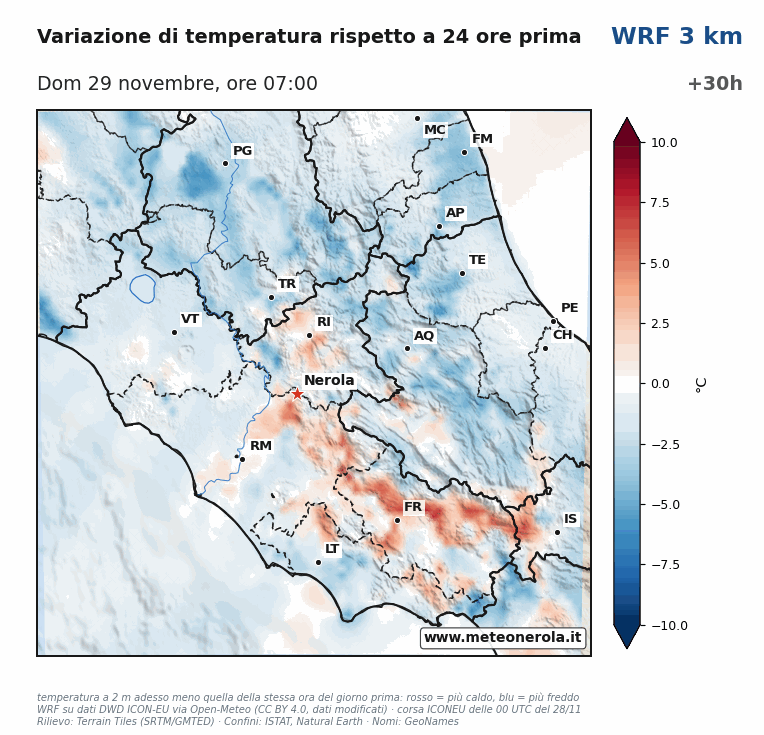 Variazione di temperatura rispetto a 24 ore prima
WRF 3 km
Dom 29 novembre, ore 07:00
+30h
MC
FM
PG
AP
TE
TR
PE
VT
RI
CH
AQ
Nerola
RM
FR
IS
LT
www.meteonerola.it
10.0
7.5
5.0
2.5
0.0
−2.5
−5.0
−7.5
−10.0
°C
temperatura a 2 m adesso meno quella della stessa ora del giorno prima: rosso = più caldo, blu = più freddo
WRF su dati DWD ICON-EU via Open-Meteo (CC BY 4.0, dati modificati) · corsa ICONEU delle 00 UTC del 28/11
Rilievo: Terrain Tiles (SRTM/GMTED) · Confini: ISTAT, Natural Earth · Nomi: GeoNames